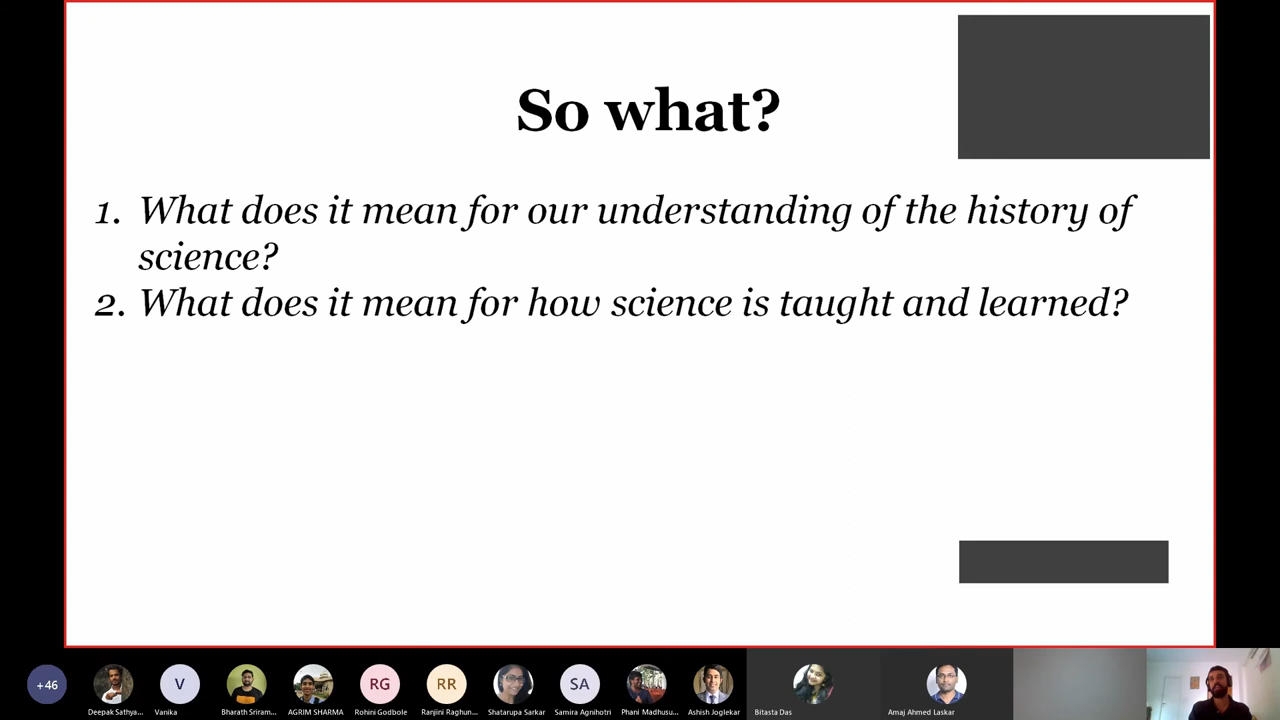 So what?
1. What does it mean for our understanding of the history of
science?
2. What does it mean for how science is taught and learned?
+46
Deepak Sathya...
V
Vanika
Bharath Sriram...
AGRIM SHARMA
RG
Rohini Godbole
RR
Ranjini Raghun...
Shatarupa Sarkar
SA
Samira Agnihotri
Phani Madhusu...
Ashish Joglekar
Bitasta Das
Amaj Ahmed Laskar